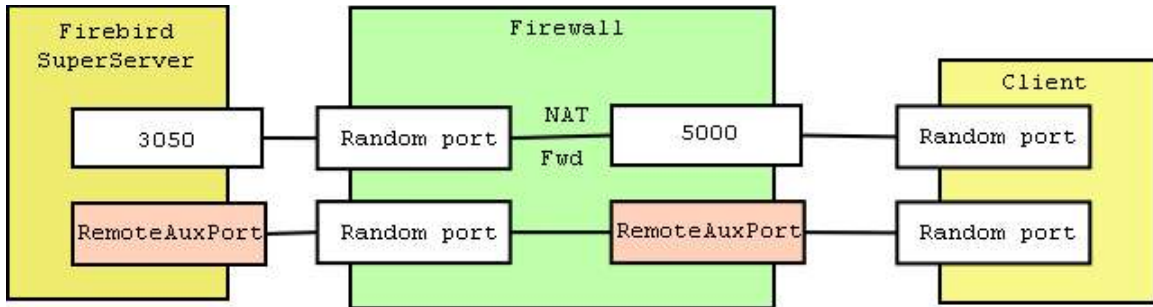 Firebird
SuperServer
Firewall
Client
3050
Random port
NAT
Fwd
5000
Random port
RemoteAuxPort
Random port
RemoteAuxPort
Random port